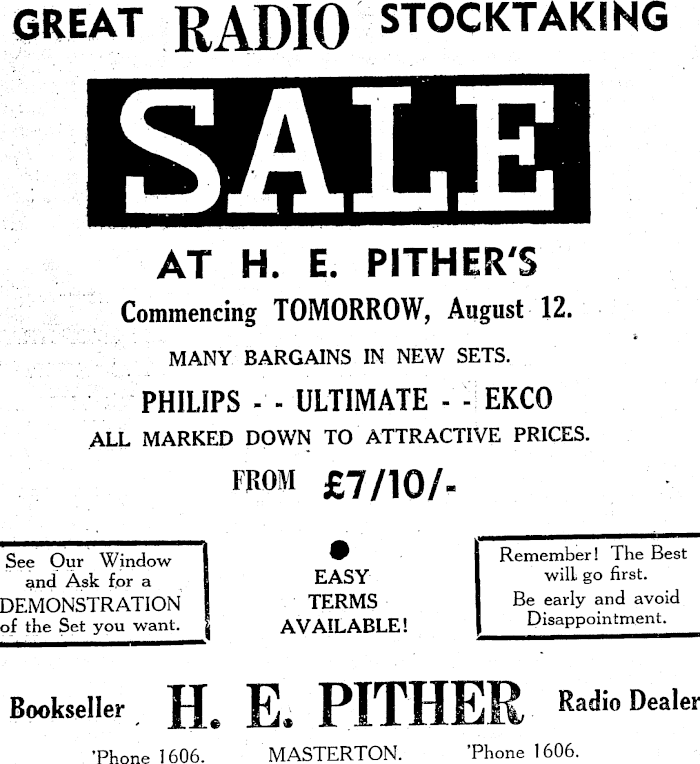 GREAT RADIO STOCKTAKING
SALE
AT H. E. PITHER'S
Commencing TOMORROW, August 12.
MANY BARGAINS IN NEW SETS.
PHILIPS - - ULTIMATE - - EKCO
ALL MARKED DOWN TO ATTRACTIVE PRICES.
FROM £7/10/-
See Our Window
and Ask for a
DEMONSTRATION
of the Set you want.
EASY
TERMS
AVAILABLE!
Remember! The Best
will go first.
Be early and avoid
Disappointment.
Bookseller H. E. PITHER Radio Dealer
'Phone 1606. MASTERTON. 'Phone 1606.